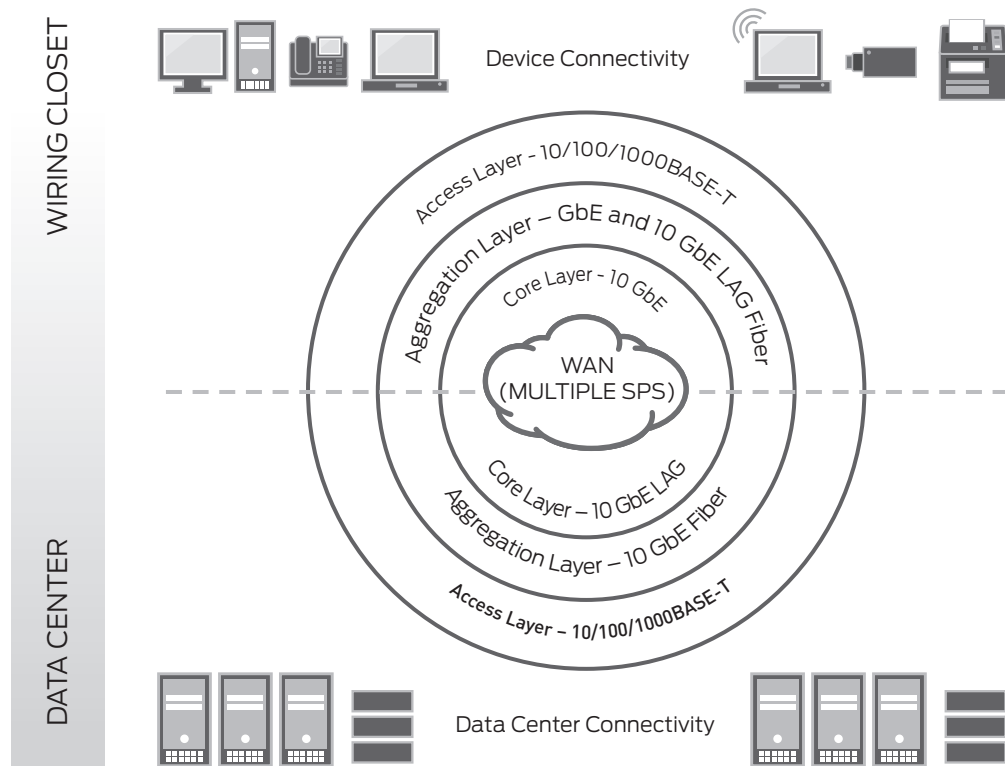 WIRING CLOSET
Device Connectivity
Access Layer - 10/100/1000BASE-T
Aggregation Layer – GbE and 10 GbE LAG Fiber
Core Layer - 10 GbE
WAN
(MULTIPLE SPS)
Core Layer – 10 GbE LAG
Aggregation Layer – 10 GbE Fiber
Access Layer – 10/100/1000BASE-T
DATA CENTER
Data Center Connectivity